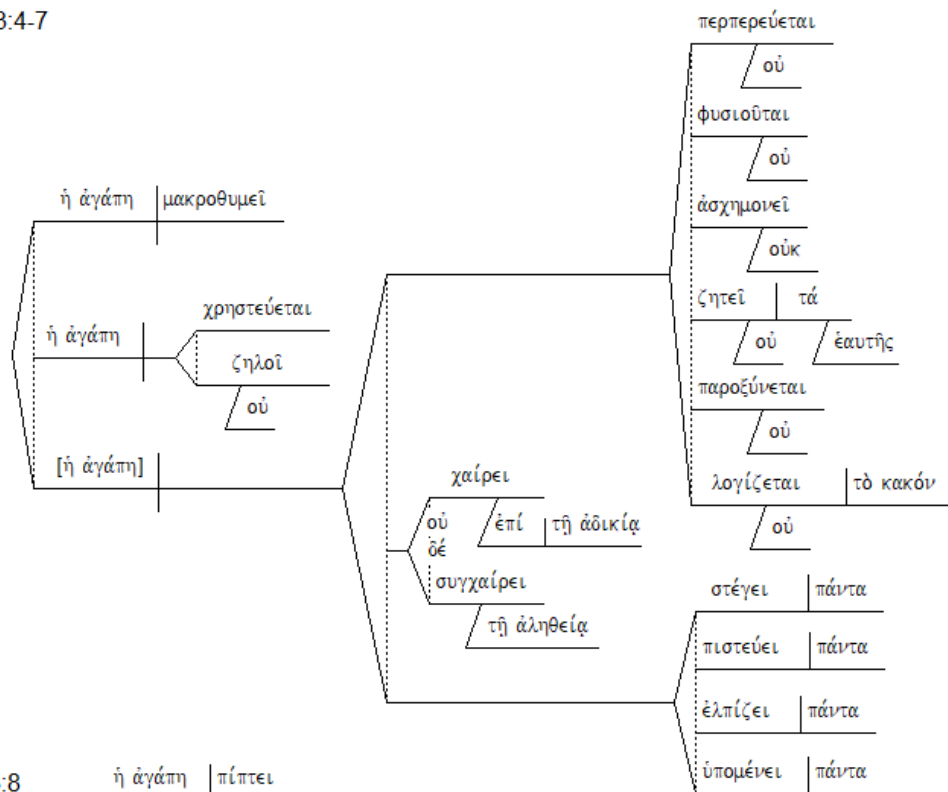 3:4-7
περπερεύεται
οὐ
φυσιοῦται
οὐ
ἡ ἀγάπη μακροθυμεῖ
ἀσχημονεῖ
οὐκ
χρηστεύεται
ζητεῖ τά
ἡ ἀγάπη
οὐ ἑαυτῆς
ζηλοῖ
οὐ
παροξύνεται
οὐ
[ἡ ἀγάπη]
χαίρει
λογίζεται τὸ κακόν
οὐ
οὐ ἐπί τῇ ἀδικίᾳ
δέ
συγχαίρει
τῇ ἀληθείᾳ
στέγει πάντα
πιστεύει πάντα
ἐλπίζει πάντα
ὑπομένει πάντα
:8 ἡ ἀγάπη πίπτει